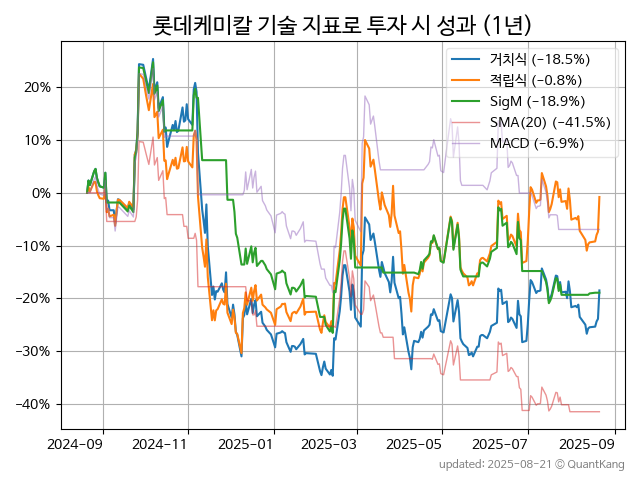 롯데케미칼 기술 지표로 투자 시 성과 (1년)
거치식 (−18.5%)
적립식 (−0.8%)
SigM (−18.9%)
SMA(20) (−41.5%)
MACD (−6.9%)
20%
10%
0%
−10%
−20%
−30%
−40%
2024-09
2024-11
2025-01
2025-03
2025-05
2025-07
2025-09
updated: 2025-08-21 © QuantKang